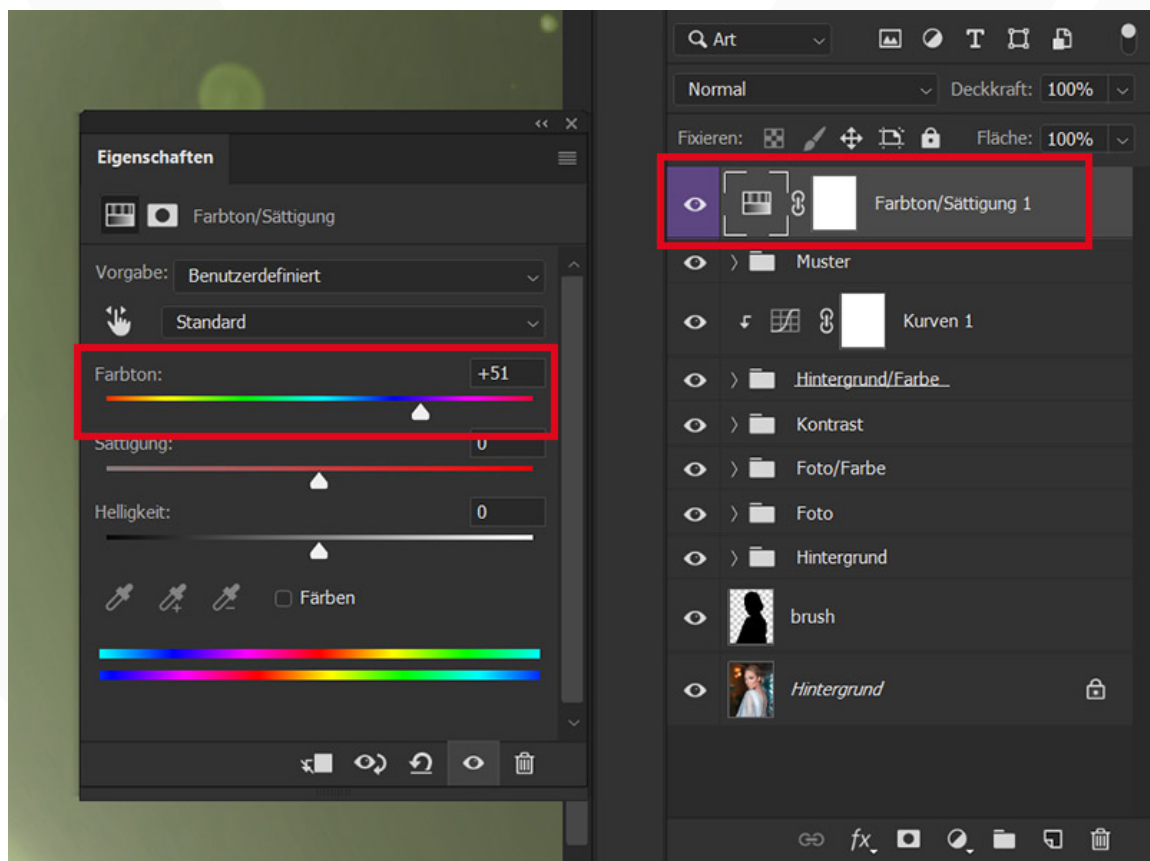 Eigenschaften
Farbton/Sättigung
Vorgabe: Benutzerdefiniert
Standard
Farbton: +51
Sättigung: 0
Helligkeit: 0
Färben
Art
Normal Deckkraft: 100%
Fixieren: Fläche: 100%
Farbton/Sättigung 1
Muster
Kurven 1
Hintergrund/Farbe
Kontrast
Foto/Farbe
Foto
Hintergrund
brush
Hintergrund
fx